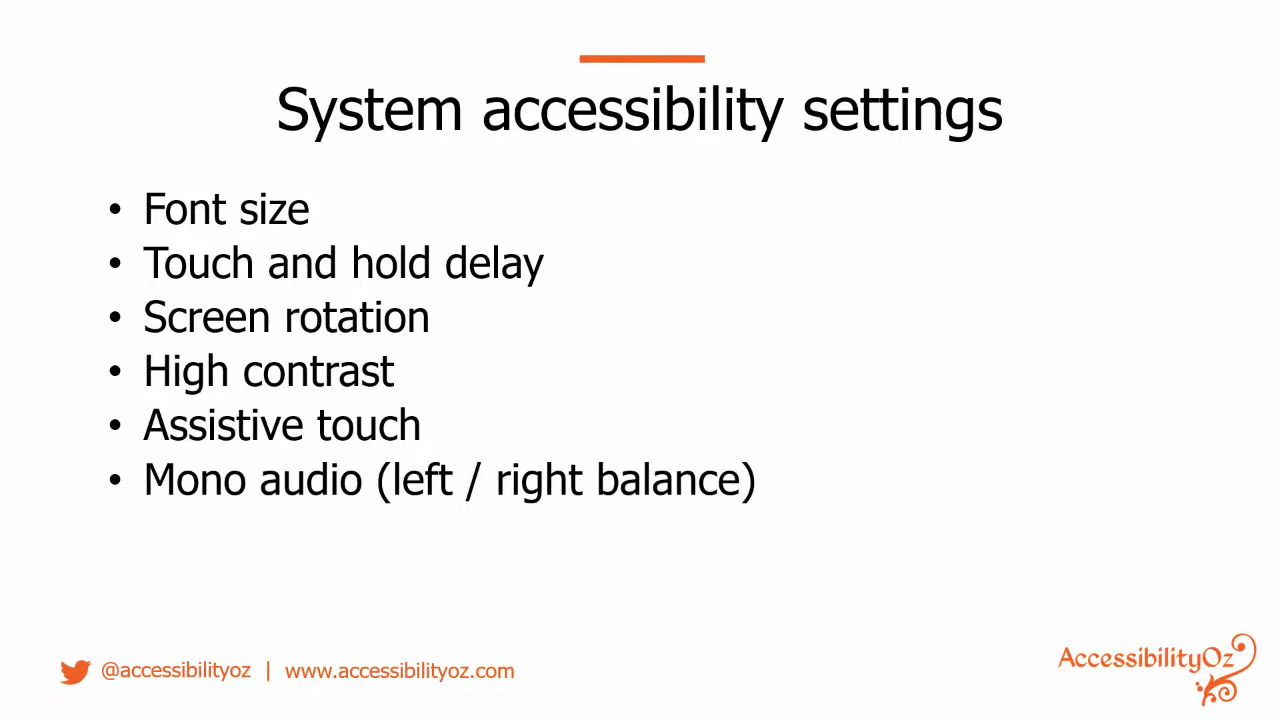 System accessibility settings
• Font size
• Touch and hold delay
• Screen rotation
• High contrast
• Assistive touch
• Mono audio (left / right balance)
@accessibilityoz | www.accessibilityoz.com
AccessibilityOz